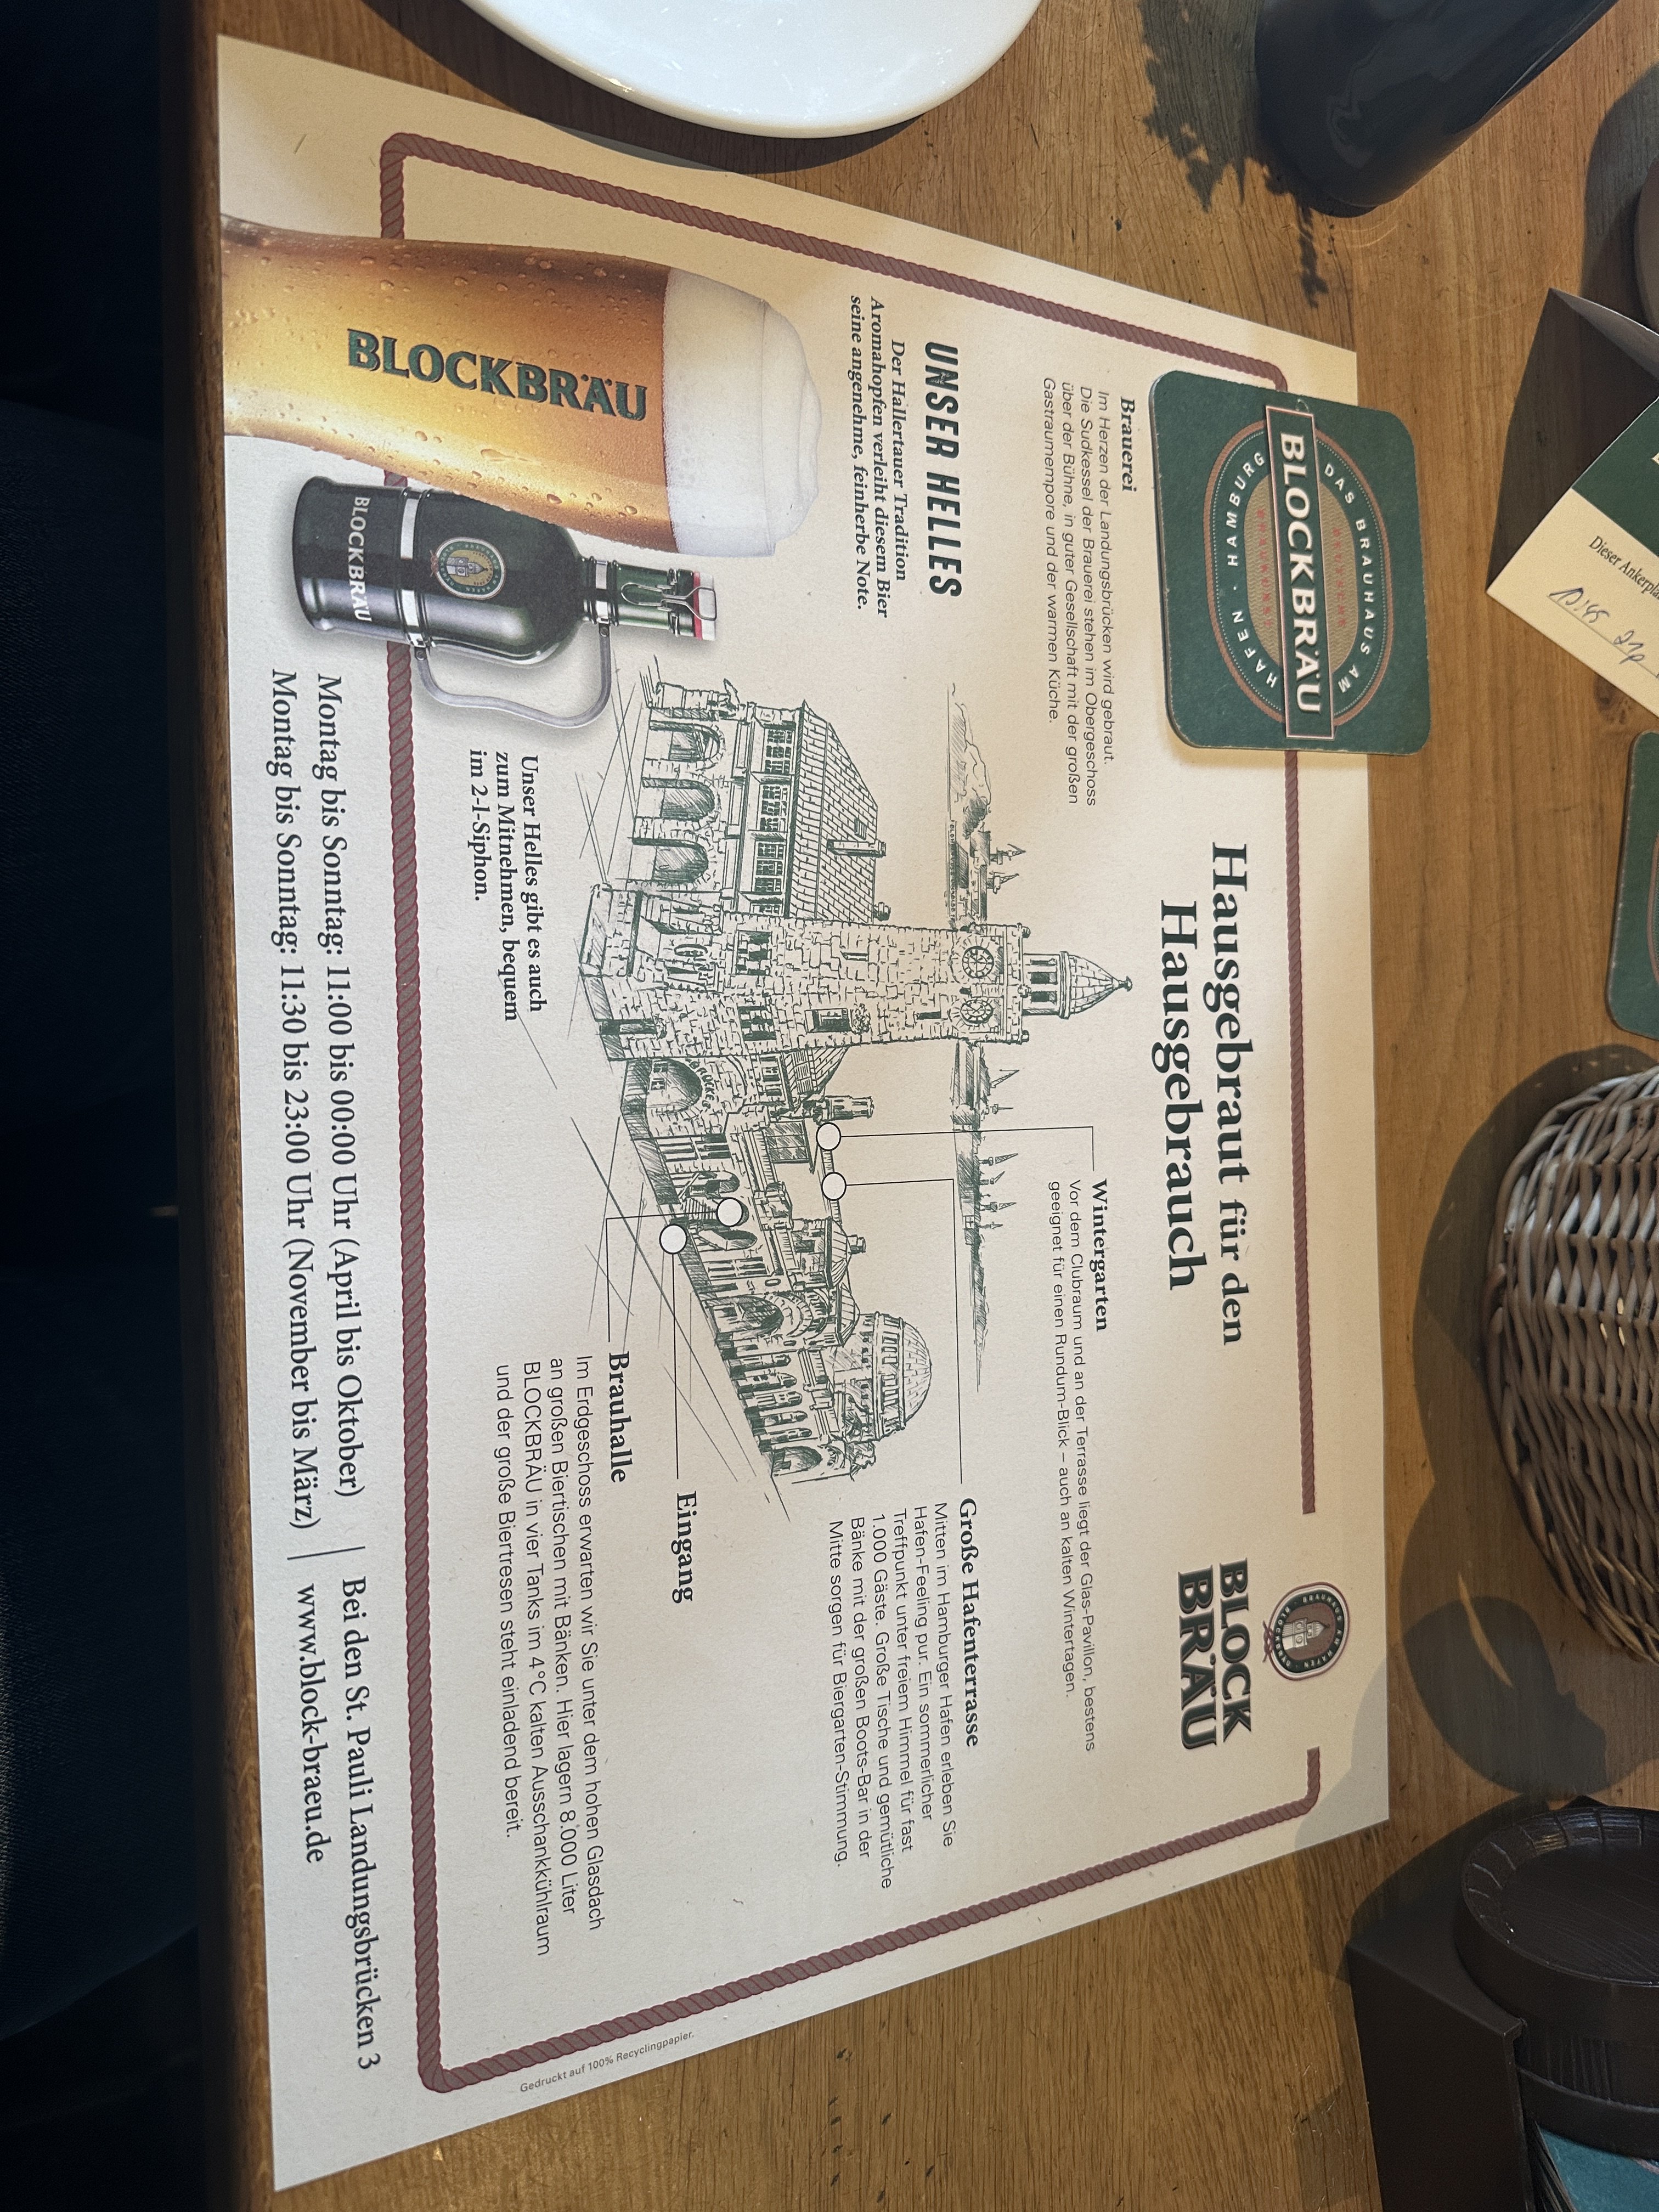 Hausgebraut für den
Hausgebrauch
BLOCK
BRÄU
DAS BRAUHAUS AM
BLOCKBRÄU
HAMBURG · HAFEN
Brauerei
Im Herzen der Landungsbrücken wird gebraut.
Die Sudkessel der Brauerei stehen im Obergeschoss
über der Bühne, in guter Gesellschaft mit der großen
Gastraumempore und der warmen Küche.
Wintergarten
Vor dem Clubraum und an der Terrasse liegt der Glas-Pavillon, bestens
geeignet für einen Rundum-Blick – auch an kalten Wintertagen.
UNSER HELLES
Der Hallertauer Tradition
Aromahopfen verleiht diesem Bier
seine angenehme, feinherbe Note.
Große Hafenterrasse
Mitten im Hamburger Hafen erleben Sie
Hafen-Feeling pur. Ein sommerlicher
Treffpunkt unter freiem Himmel für fast
1.000 Gäste. Große Tische und gemütliche
Bänke mit der großen Boots-Bar in der
Mitte sorgen für Biergarten-Stimmung.
Eingang
Brauhalle
Im Erdgeschoss erwarten wir Sie unter dem hohen Glasdach
an großen Biertischen mit Bänken. Hier lagern 8.000 Liter
BLOCKBRÄU in vier Tanks im 4 °C kalten Ausschankkühlraum
und der große Biertresen steht einladend bereit.
BLOCKBRÄU
BLOCKBRÄU
Unser Helles gibt es auch
zum Mitnehmen, bequem
im 2-l-Siphon.
Montag bis Sonntag: 11:00 bis 00:00 Uhr (April bis Oktober) | Bei den St. Pauli Landungsbrücken 3
Montag bis Sonntag: 11:30 bis 23:00 Uhr (November bis März) | www.block-braeu.de
Gedruckt auf 100% Recyclingpapier.
Dieser